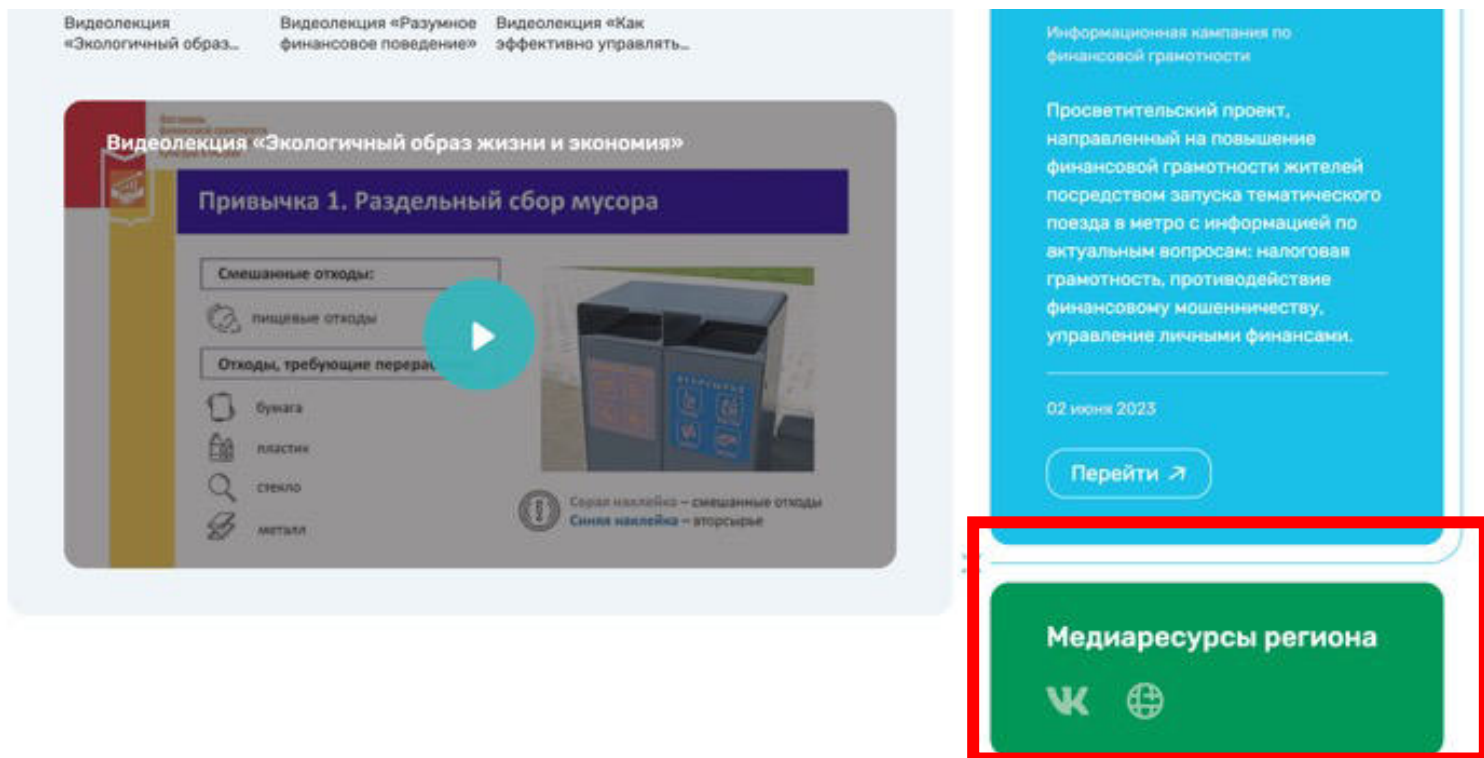 Видеолекция
«Экологичный образ...
Видеолекция «Разумное
финансовое поведение»
Видеолекция «Как
эффективно управлять...
Видеолекция «Экологичный образ жизни и экономия»
Привычка 1. Раздельный сбор мусора
Смешанные отходы:
пищевые отходы
Отходы, требующие перера
бумага
пластик
стекло
металл
Серая наклейка – смешанные отходы
Синяя наклейка – вторсырье
Информационная кампания по
финансовой грамотности
Просветительский проект,
направленный на повышение
финансовой грамотности жителей
посредством запуска тематического
поезда в метро с информацией по
актуальным вопросам: налоговая
грамотность, противодействие
финансовому мошенничеству,
управление личными финансами.
02 июня 2023
Перейти
Медиаресурсы региона